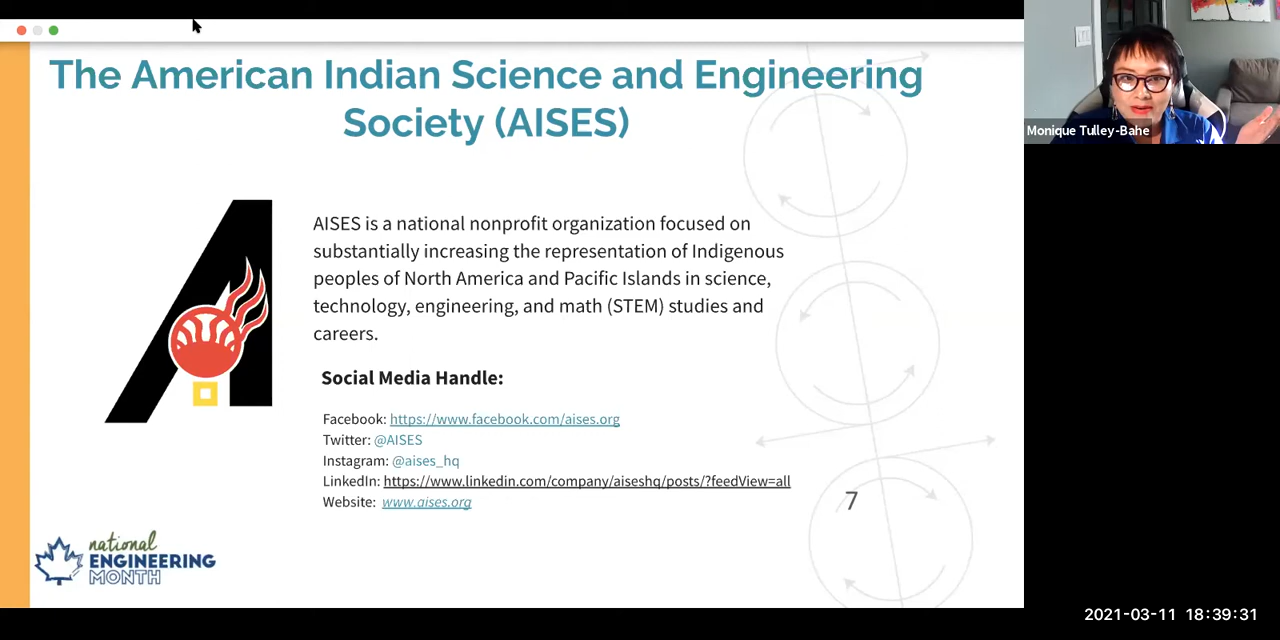 The American Indian Science and Engineering
Society (AISES)
Monique Tulley-Bahe
AISES is a national nonprofit organization focused on
substantially increasing the representation of Indigenous
peoples of North America and Pacific Islands in science,
technology, engineering, and math (STEM) studies and
careers.
Social Media Handle:
Facebook: https://www.facebook.com/aises.org
Twitter: @AISES
Instagram: @aises_hq
LinkedIn: https://www.linkedin.com/company/aiseshq/posts/?feedView=all
Website: www.aises.org
7
national
ENGINEERING
MONTH
2021-03-11 18:39:31